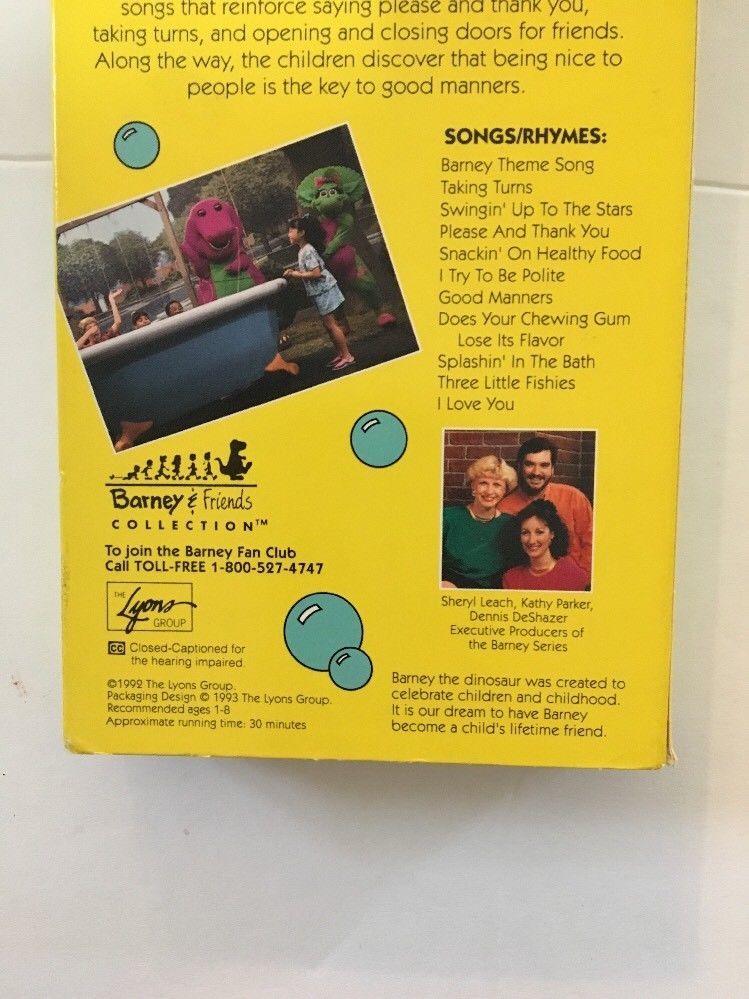 songs that reinforce saying please and thank you,
taking turns, and opening and closing doors for friends.
Along the way, the children discover that being nice to
people is the key to good manners.
SONGS/RHYMES:
Barney Theme Song
Taking Turns
Swingin' Up To The Stars
Please And Thank You
Snackin' On Healthy Food
I Try To Be Polite
Good Manners
Does Your Chewing Gum
Lose Its Flavor
Splashin' In The Bath
Three Little Fishies
I Love You
Barney & Friends
COLLECTION™
To join the Barney Fan Club
Call TOLL-FREE 1-800-527-4747
THE
Lyons
GROUP
CC Closed-Captioned for
the hearing impaired
©1992 The Lyons Group.
Packaging Design © 1993 The Lyons Group.
Recommended ages 1-8
Approximate running time: 30 minutes
Sheryl Leach, Kathy Parker,
Dennis DeShazer
Executive Producers of
the Barney Series
Barney the dinosaur was created to
celebrate children and childhood.
It is our dream to have Barney
become a child's lifetime friend.